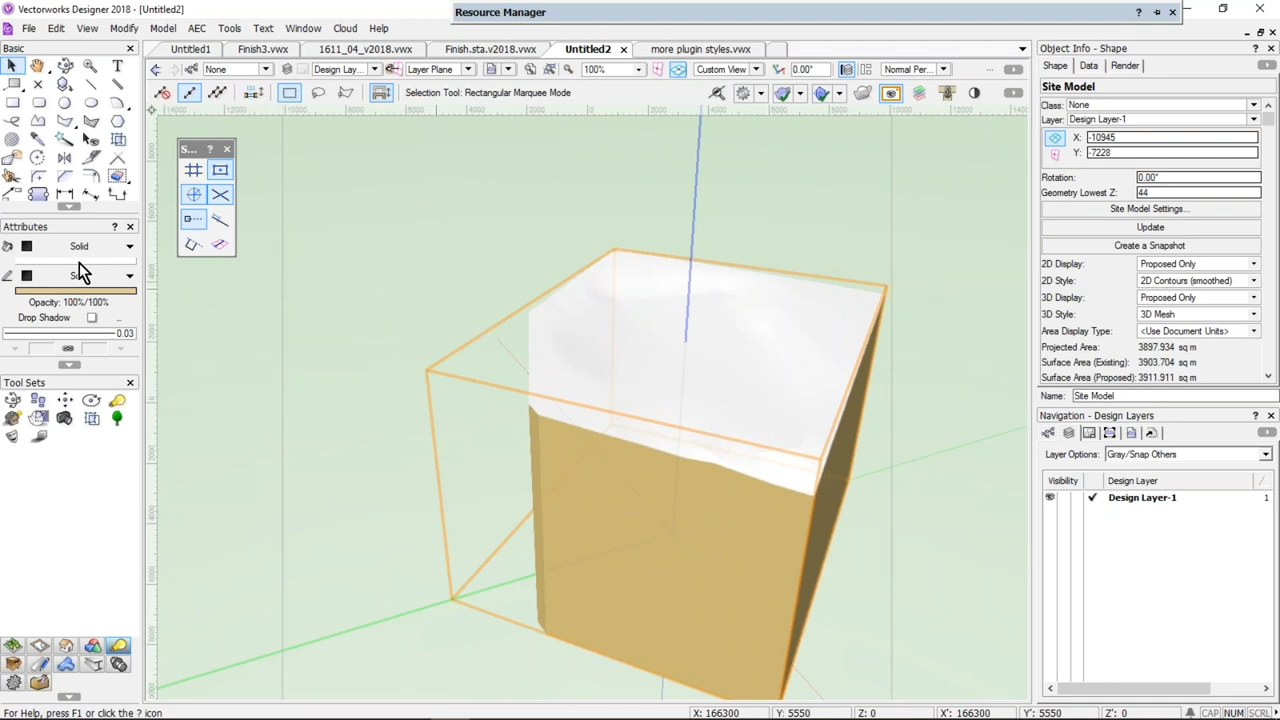 Vectorworks Designer 2018 - [Untitled2]
Resource Manager
File Edit View Modify Model AEC Tools Text Window Cloud Help
Basic
Untitled1 Finish3.vwx 1611_04_v2018.vwx Finish.sta.v2018.vwx Untitled2 more plugin styles.vwx
None Design Lay... Layer Plane 100% Custom View 0.00° Normal Per...
Selection Tool: Rectangular Marquee Mode
S...
Attributes
Solid
Opacity: 100%/100%
Drop Shadow
0.03
Tool Sets
Object Info - Shape
Shape Data Render
Site Model
Class: None
Layer: Design Layer-1
X: -10945
Y: -7228
Rotation: 0.00°
Geometry Lowest Z: 44
Site Model Settings...
Update
Create a Snapshot
2D Display: Proposed Only
2D Style: 2D Contours (smoothed)
3D Display: Proposed Only
3D Style: 3D Mesh
Area Display Type: <Use Document Units>
Projected Area: 3897.934 sq m
Surface Area (Existing): 3903.704 sq m
Surface Area (Proposed): 3911.911 sq m
Name: Site Model
Navigation - Design Layers
Layer Options: Gray/Snap Others
Visibility Design Layer
Design Layer-1 1
For Help, press F1 or click the ? icon
X: 166300 Y: 5550 Z: 0 X': 166300 Y': 5550 Z': 0 CAP NUM SCRL